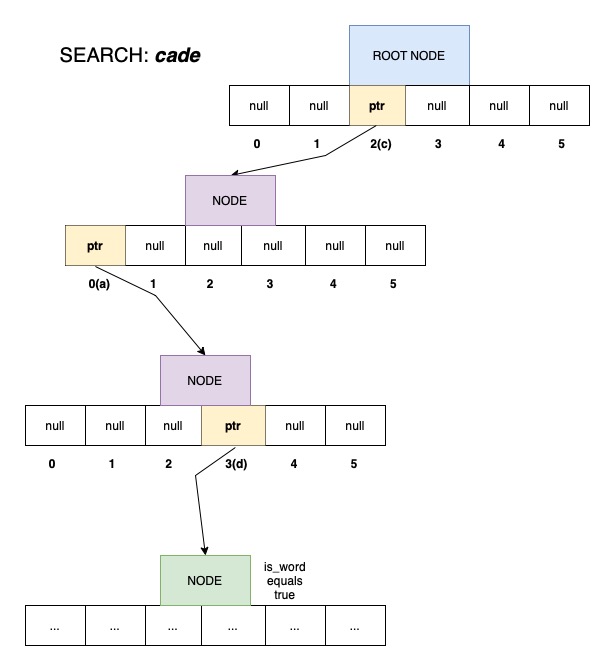 SEARCH: cade
ROOT NODE
null null ptr null null null
0 1 2(c) 3 4 5
NODE
ptr null null null null null
0(a) 1 2 3 4 5
NODE
null null null ptr null null
0 1 2 3(d) 4 5
NODE
is_word
equals
true
... ... ... ... ... ...